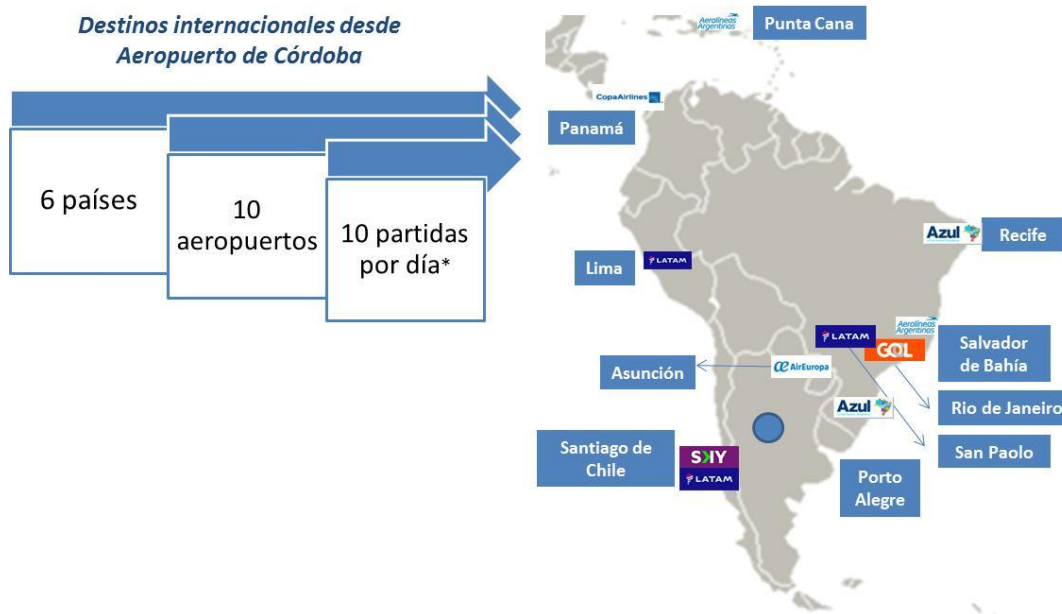 Destinos internacionales desde
Aeropuerto de Córdoba
6 países
10
aeropuertos
10 partidas
por día*
Aerolíneas
Argentinas
Punta Cana
CopaAirlines
Panamá
Azul
Recife
Lima
LATAM
Aerolíneas
Argentinas
LATAM
GOL
Salvador
de Bahía
Asunción
AirEuropa
Azul
Rio de Janeiro
San Paolo
Santiago de
Chile
SKY
LATAM
Porto
Alegre